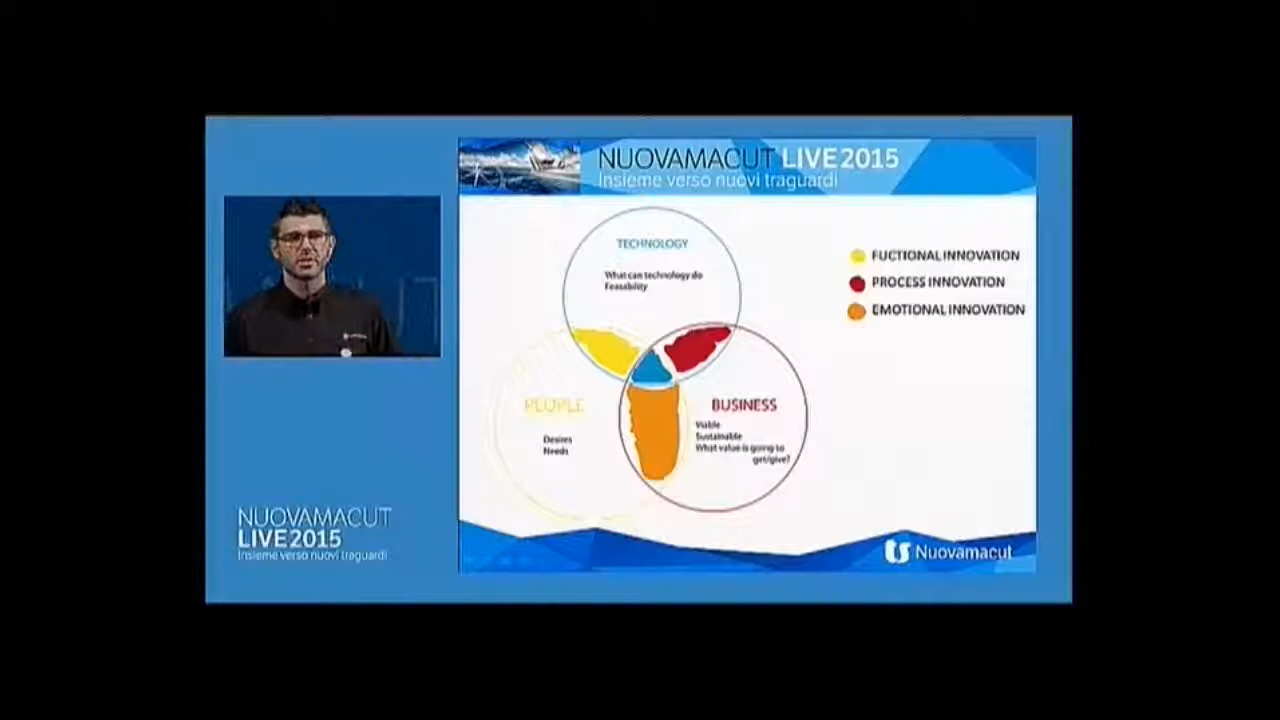 NUOVAMACUT LIVE2015
Insieme verso nuovi traguardi
TECHNOLOGY
What can technology do
Feasability
FUCTIONAL INNOVATION
PROCESS INNOVATION
EMOTIONAL INNOVATION
PEOPLE
Desires
Needs
BUSINESS
Viable
Sustainable
What value is going to
get/give?
NUOVAMACUT
LIVE2015
Insieme verso nuovi traguardi
Nuovamacut